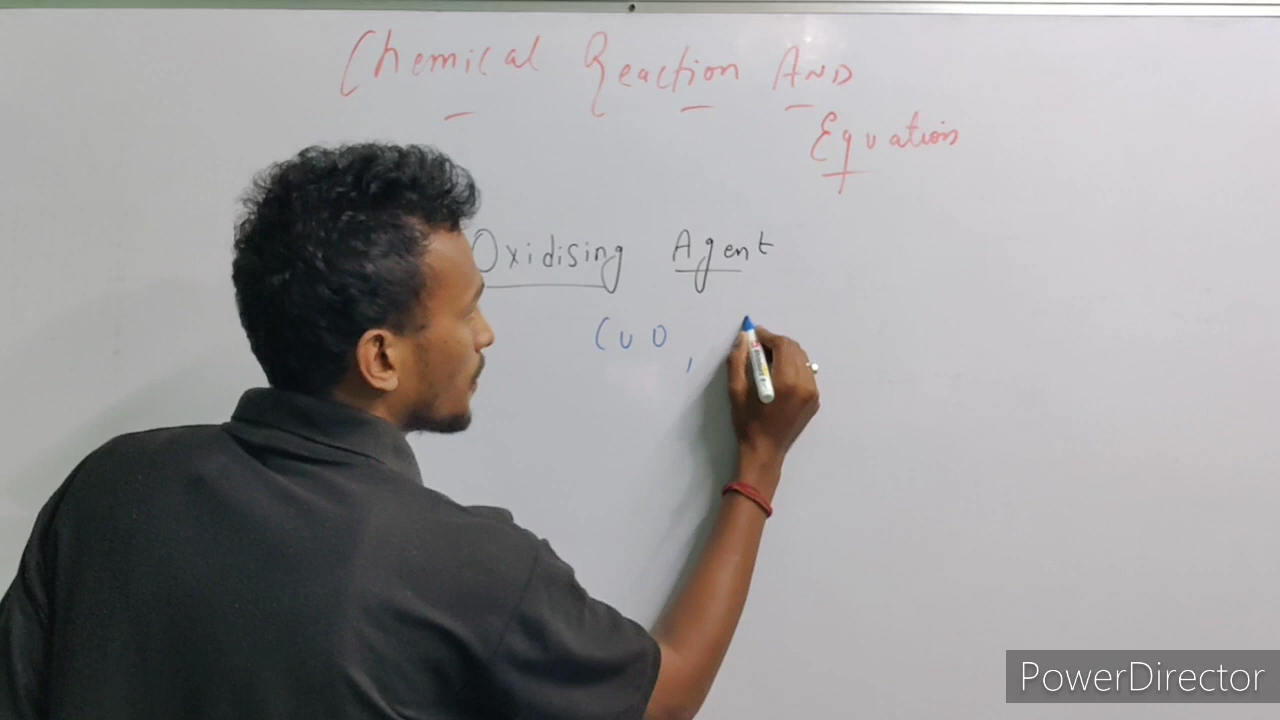 Chemical Reaction AND
Equation
Oxidising Agent
CuO,
PowerDirector